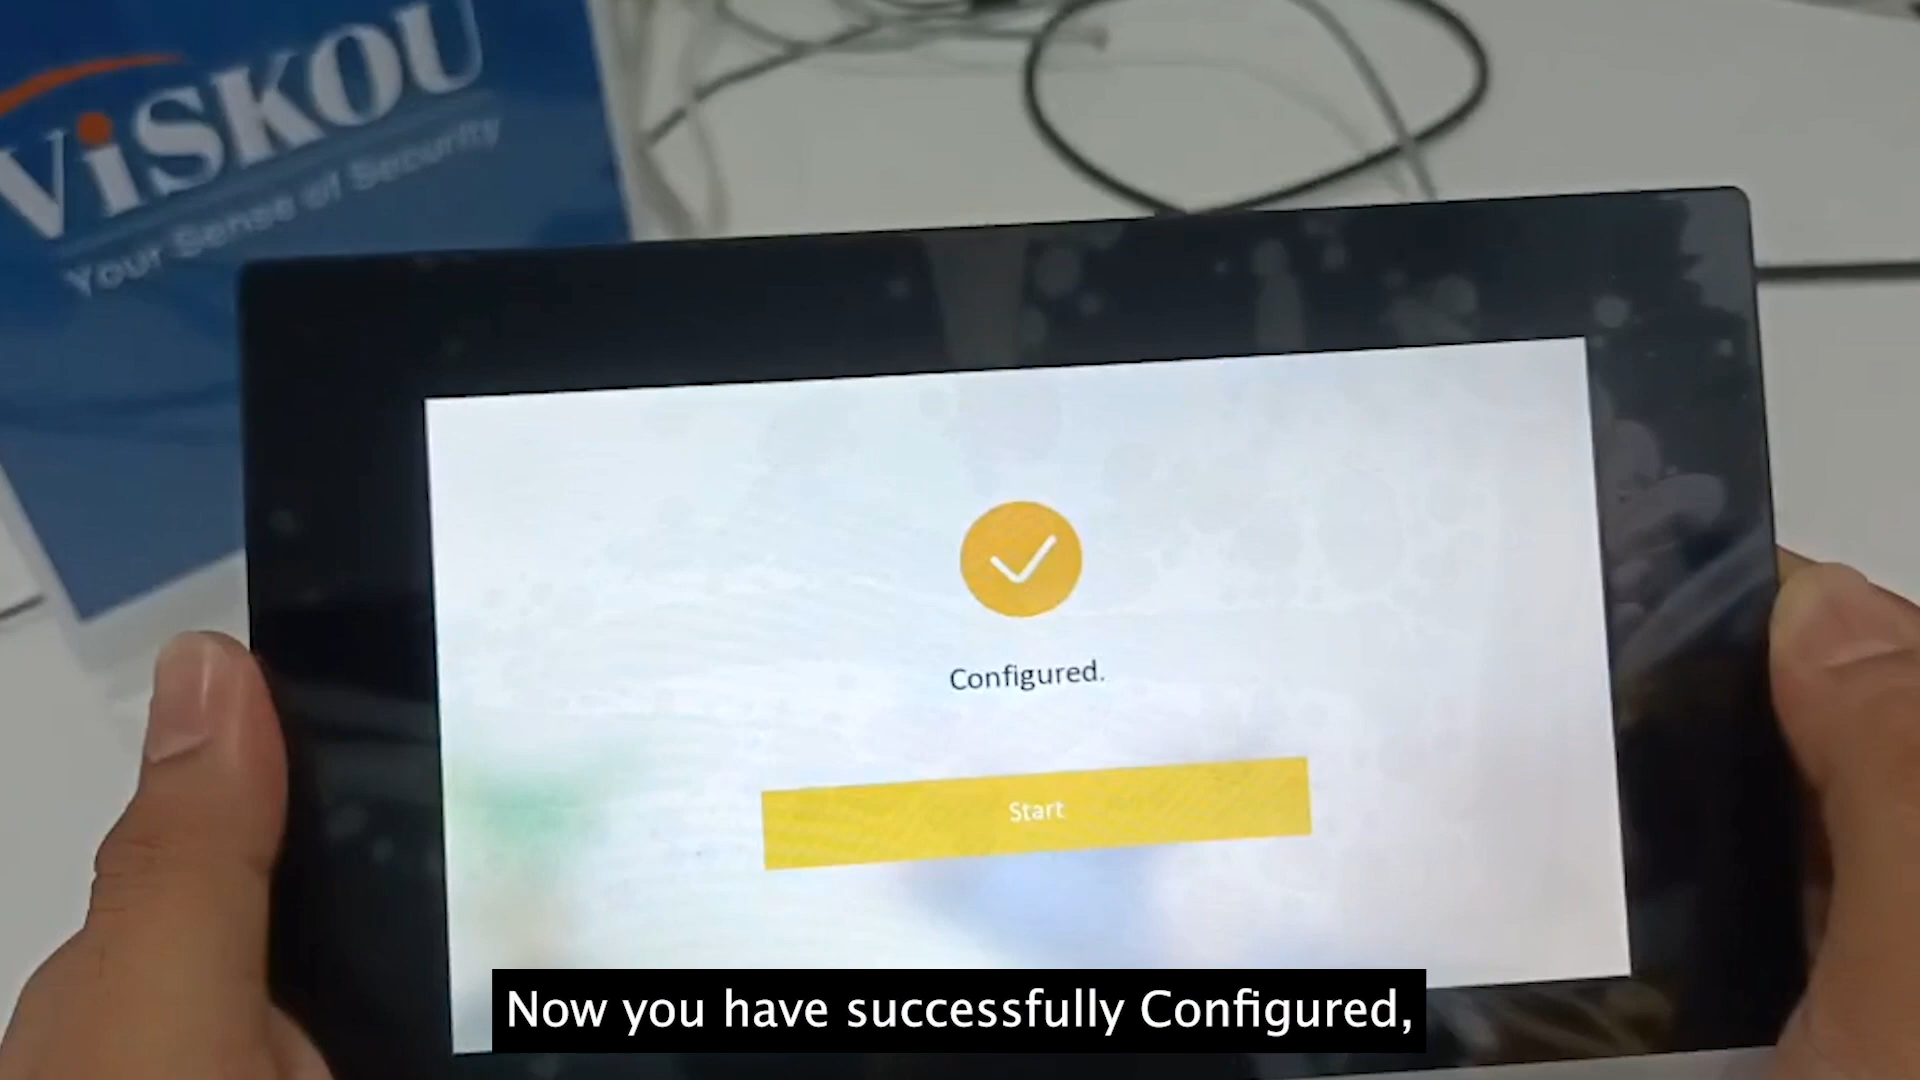 ViSKOU
Your Sense of Security
Configured.
Start
Now you have successfully Configured,